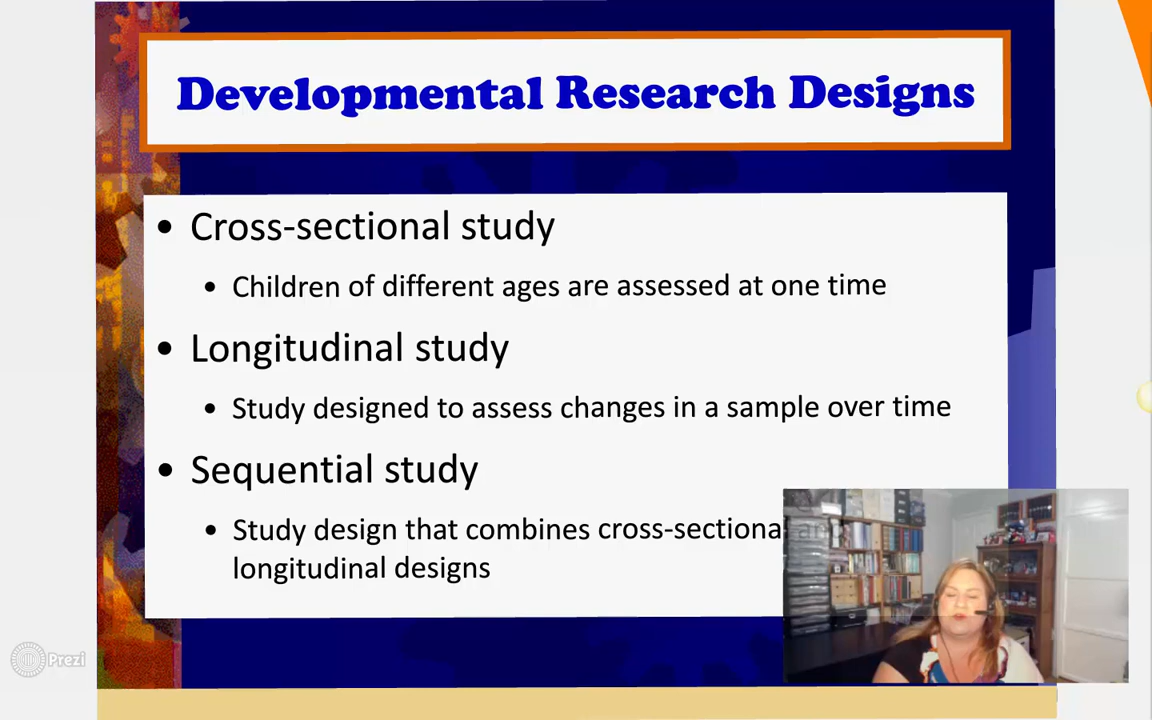 Developmental Research Designs
• Cross-sectional study
• Children of different ages are assessed at one time
• Longitudinal study
• Study designed to assess changes in a sample over time
• Sequential study
• Study design that combines cross-sectional and
longitudinal designs
Prezi